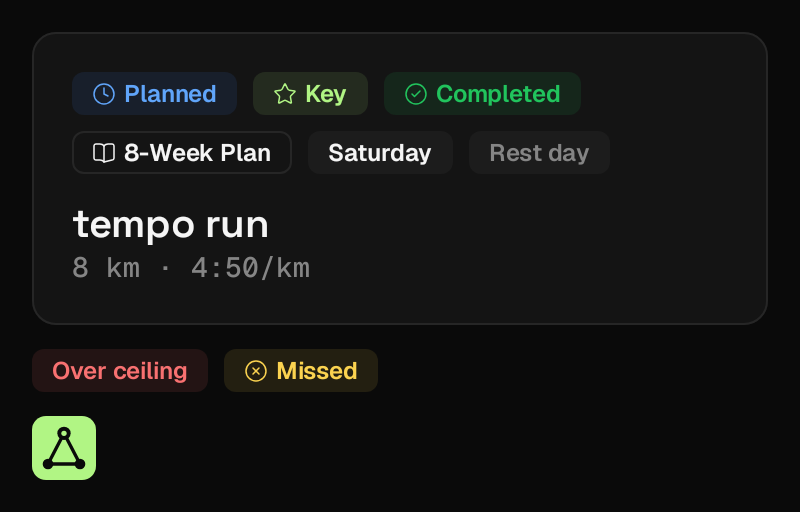 Planned Key Completed
8-Week Plan Saturday Rest day
tempo run
8 km · 4:50/km
Over ceiling Missed